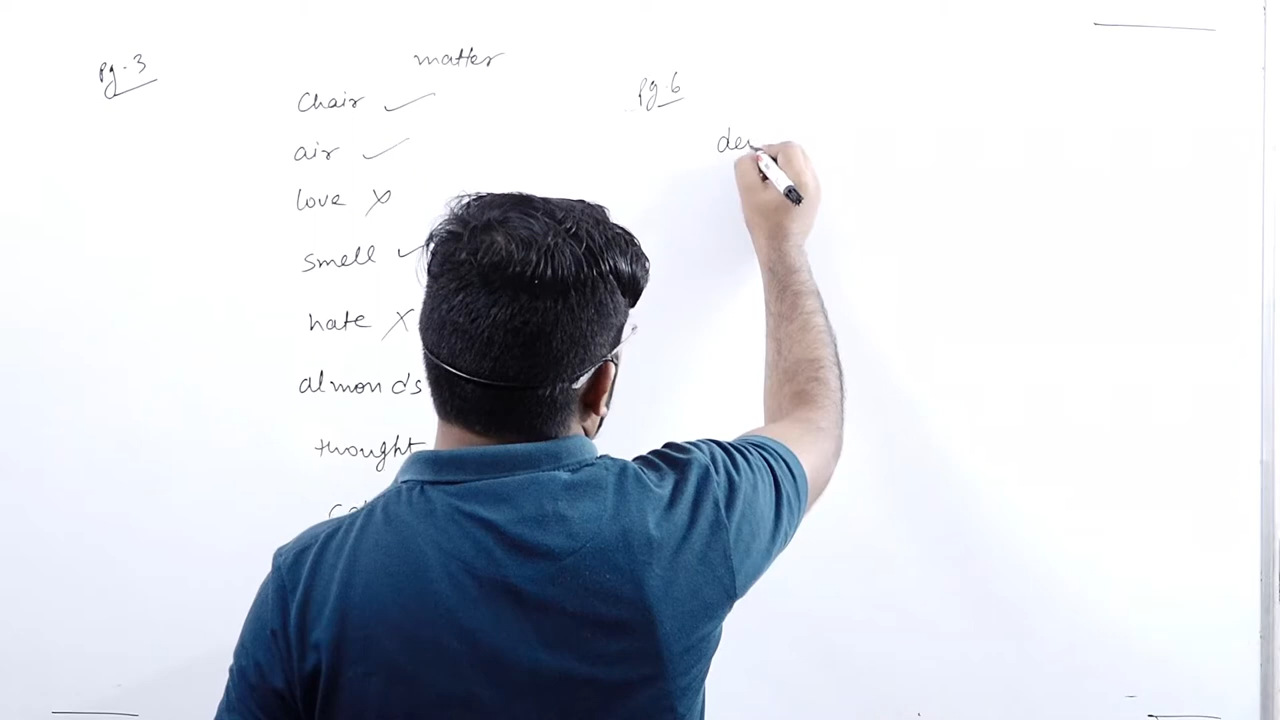 Pg. 3
matter
Chair ✓
air ✓
love ✗
smell ✓
hate ✗
almonds
thought
Pg. 6